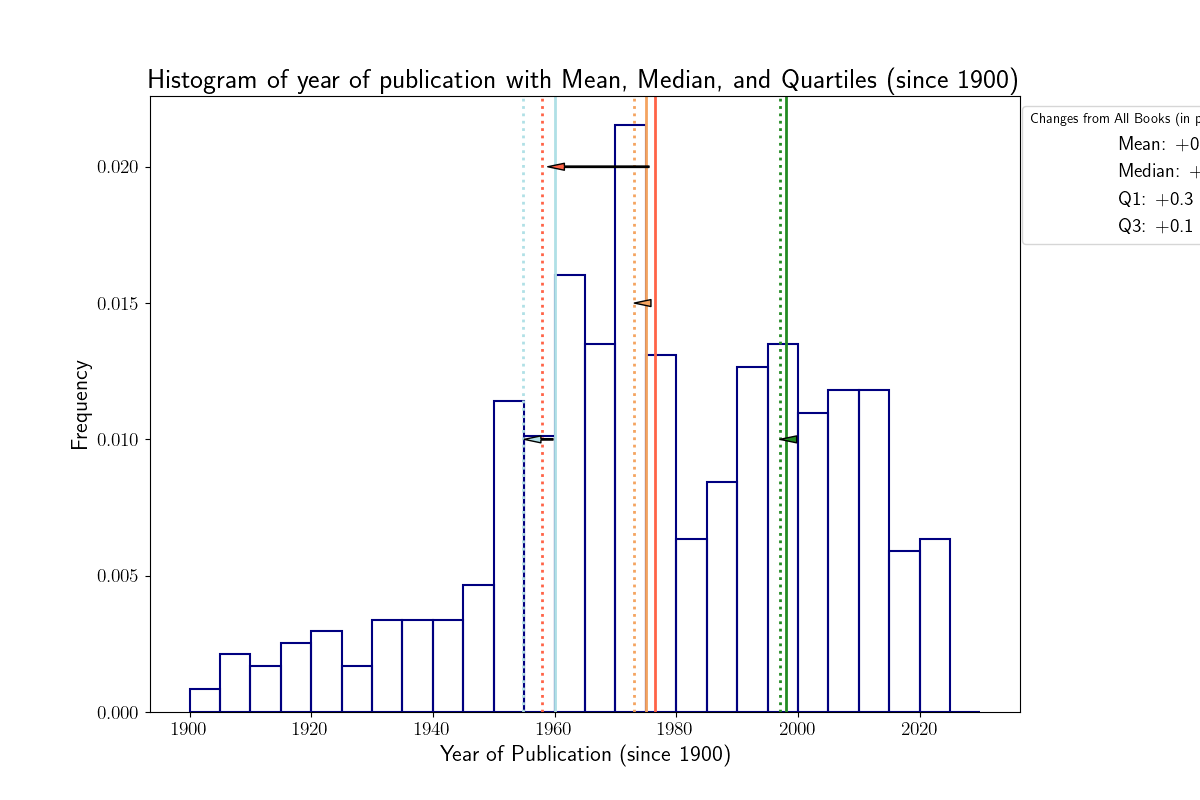 Histogram of year of publication with Mean, Median, and Quartiles (since 1900)
Changes from All Books (in
Mean: +0
Median: +
Q1: +0.3
Q3: +0.1
Frequency
0.020
0.015
0.010
0.005
0.000
1900 1920 1940 1960 1980 2000 2020
Year of Publication (since 1900)